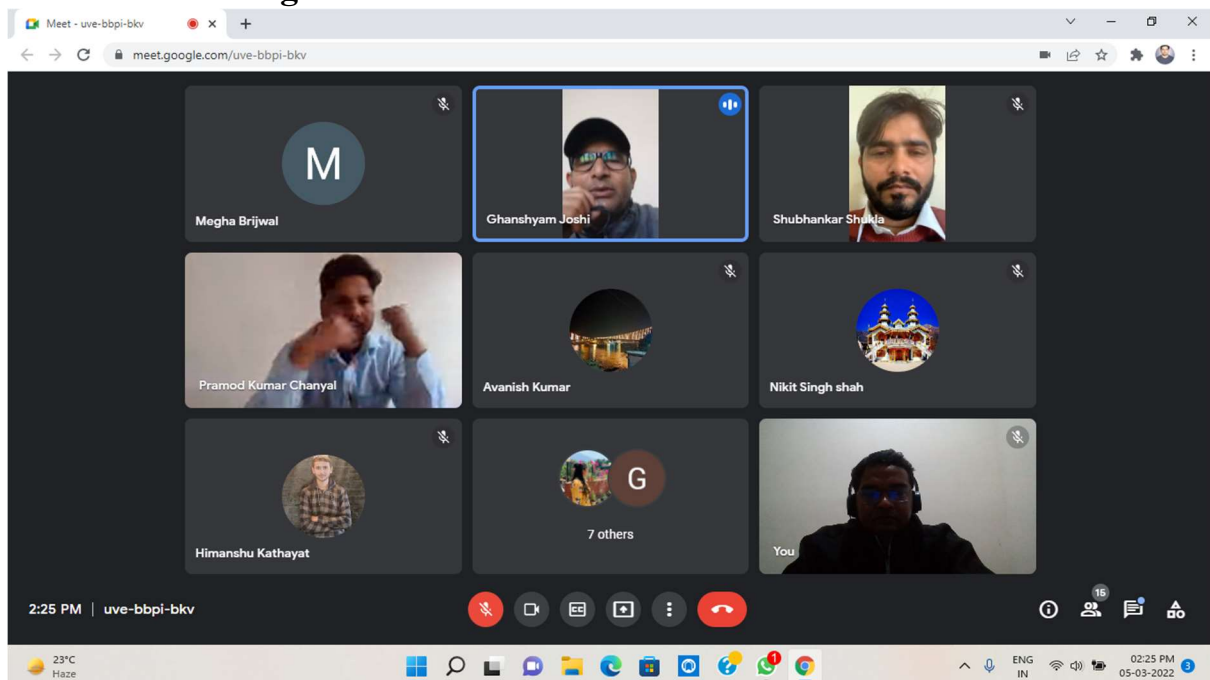 g
Meet - uve-bbpi-bkv
meet.google.com/uve-bbpi-bkv
M
Megha Brijwal
Ghanshyam Joshi
Shubhankar Shukla
Pramod Kumar Chanyal
Avanish Kumar
Nikit Singh shah
Himanshu Kathayat
G
7 others
You
2:25 PM | uve-bbpi-bkv
CC
15
23°C
Haze
1
ENG
IN
02:25 PM
05-03-2022
3